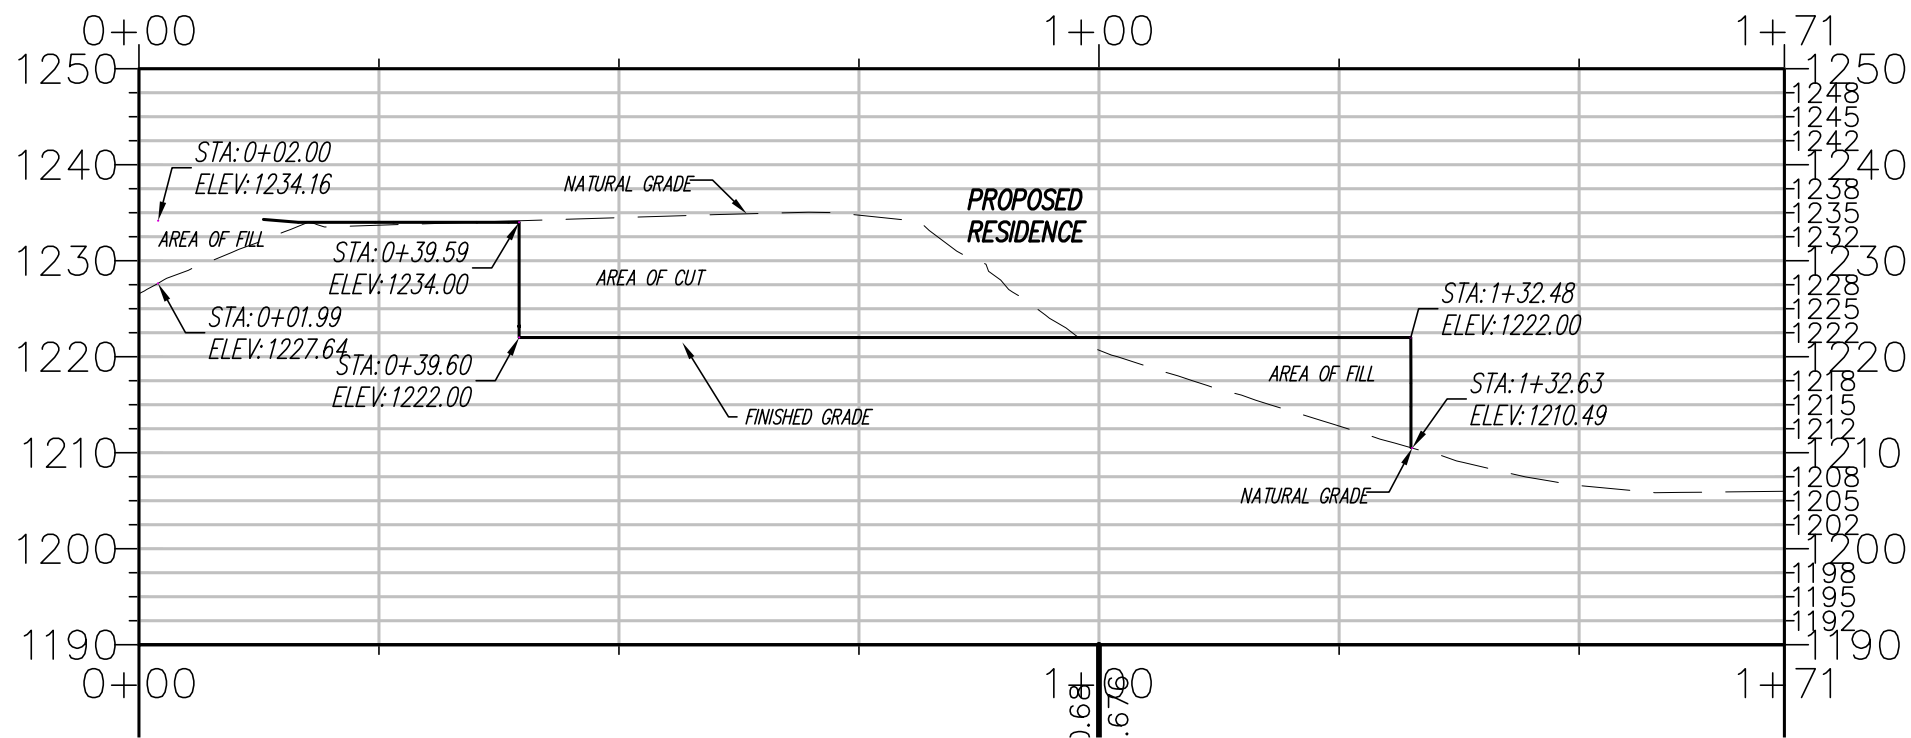 0+00
1+00
1+71
1250
1240
1230
1220
1210
1200
1190
1250
1248
1245
1242
1240
1238
1235
1232
1230
1228
1225
1222
1220
1218
1215
1212
1210
1208
1205
1202
1200
1198
1195
1192
1190
STA: 0+02.00
ELEV: 1234.16
NATURAL GRADE
PROPOSED
RESIDENCE
AREA OF FILL
STA: 0+39.59
ELEV: 1234.00
AREA OF CUT
STA: 1+32.48
ELEV: 1222.00
STA: 0+01.99
ELEV: 1227.64
STA: 0+39.60
ELEV: 1222.00
AREA OF FILL
STA: 1+32.63
ELEV: 1210.49
FINISHED GRADE
NATURAL GRADE
0+00
1+00
1+71